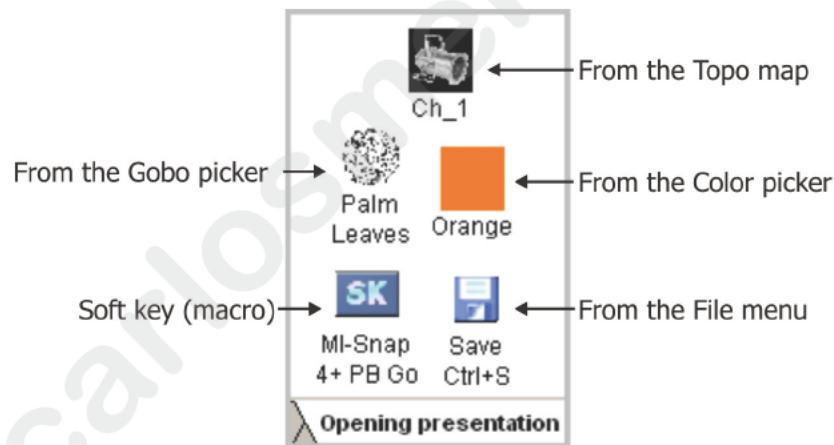 From the Topo map
Ch_1
From the Gobo picker
Palm
Leaves
From the Color picker
Orange
Soft key (macro)
SK
MI-Snap
4+ PB Go
From the File menu
Save
Ctrl+S
Opening presentation
carlosmer